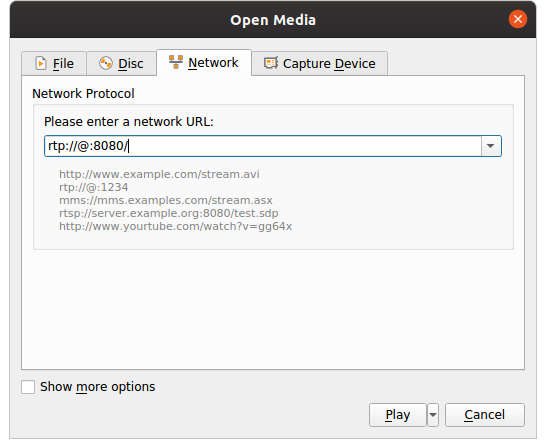 Open Media
File Disc Network Capture Device
Network Protocol
Please enter a network URL:
rtp://@:8080/
http://www.example.com/stream.avi
rtp://@:1234
mms://mms.examples.com/stream.asx
rtsp://server.example.org:8080/test.sdp
http://www.yourtube.com/watch?v=gg64x
Show more options
Play Cancel